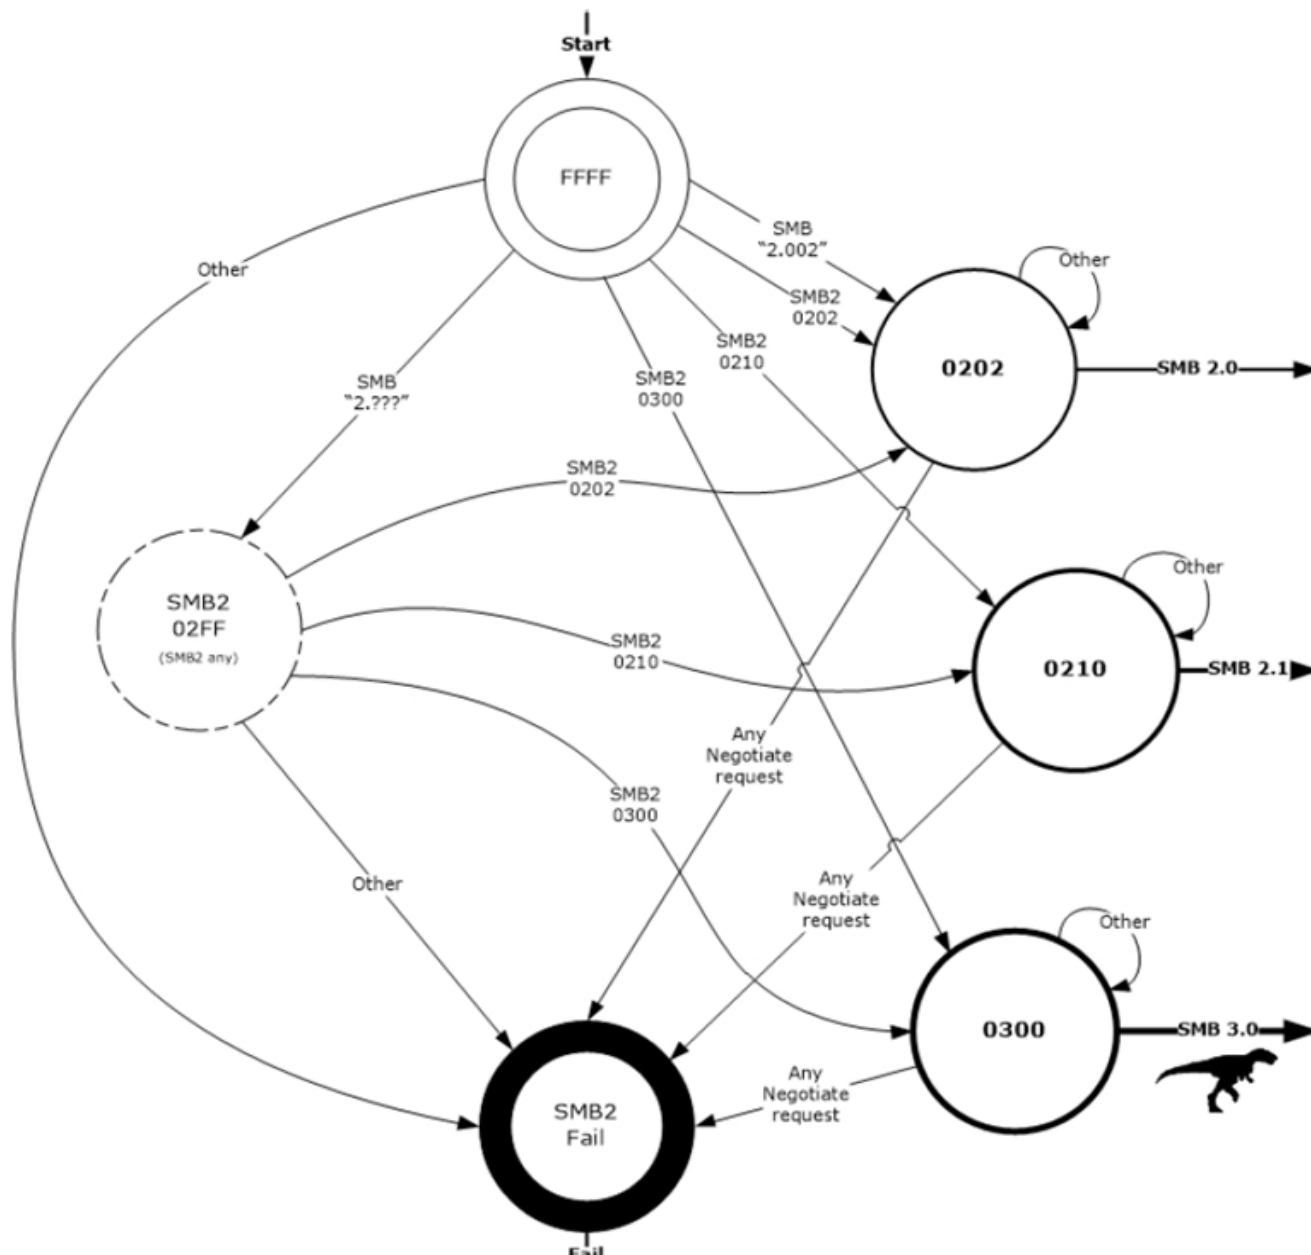 Start
FFFF
SMB
“2.002”
Other
Other
SMB2
0202
SMB2
0210
0202
SMB 2.0
SMB2
0300
SMB
“2.???”
SMB2
0202
Other
SMB2
02FF
(SMB2 any)
SMB2
0210
0210
SMB 2.1
Any
Negotiate
request
SMB2
0300
Other
Any
Negotiate
request
Other
0300
SMB 3.0
Any
Negotiate
request
SMB2
Fail
Fail